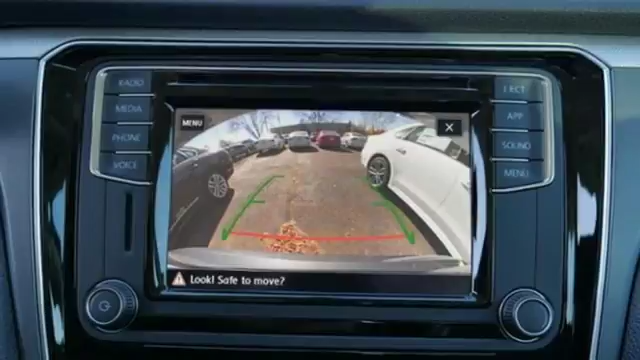 RADIO
MEDIA
PHONE
VOICE
EJECT
APP
SOUND
MENU
MENU
X
Look! Safe to move?